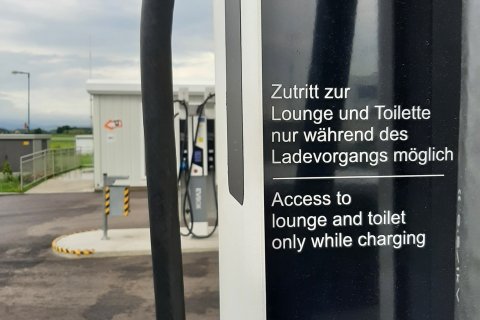 Zutritt zur
Lounge und Toilette
nur während des
Ladevorgangs möglich
Access to
lounge and toilet
only while charging